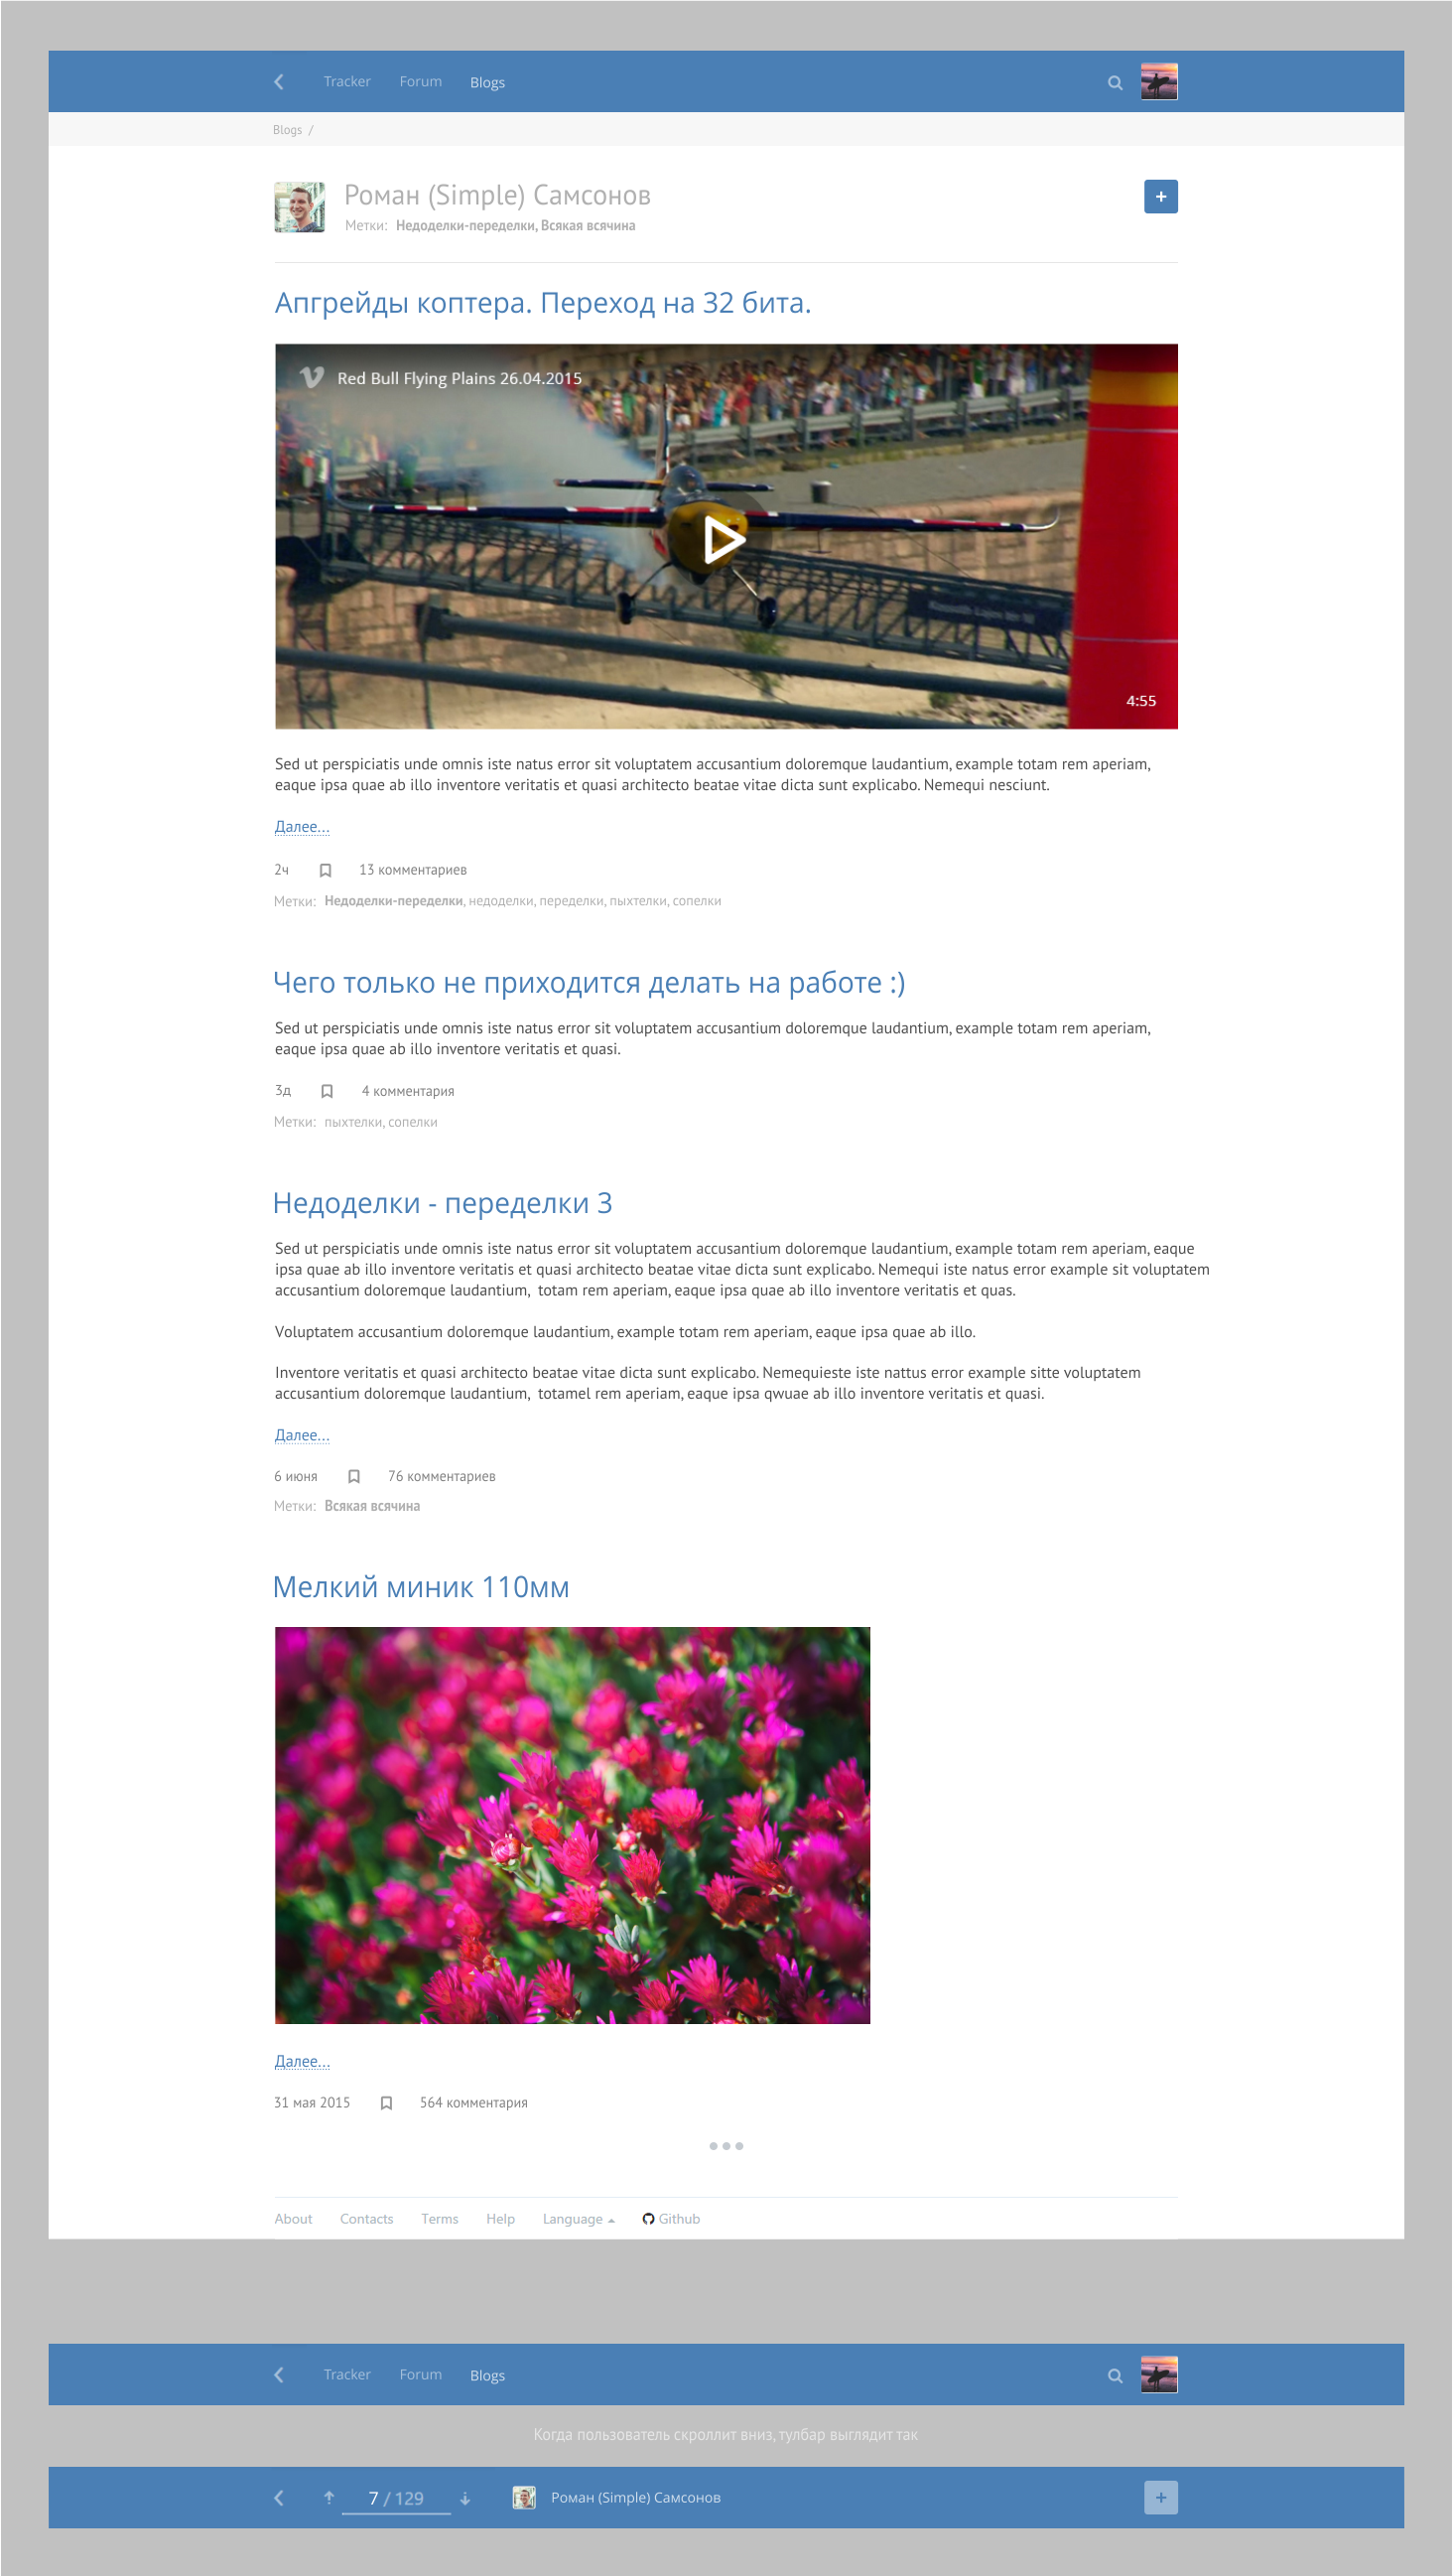 Tracker Forum Blogs
Blogs /
Роман (Simple) Самсонов
Метки: Недоделки-переделки, Всякая всячина
Апгрейды коптера. Переход на 32 бита.
Red Bull Flying Plains 26.04.2015
4:55
Sed ut perspiciatis unde omnis iste natus error sit voluptatem accusantium doloremque laudantium, example totam rem aperiam,
eaque ipsa quae ab illo inventore veritatis et quasi architecto beatae vitae dicta sunt explicabo. Nemequi nesciunt.
Далее...
2ч 13 комментариев
Метки: Недоделки-переделки, недоделки, переделки, пыхтелки, сопелки
Чего только не приходится делать на работе :)
Sed ut perspiciatis unde omnis iste natus error sit voluptatem accusantium doloremque laudantium, example totam rem aperiam,
eaque ipsa quae ab illo inventore veritatis et quasi.
3д 4 комментария
Метки: пыхтелки, сопелки
Недоделки - переделки 3
Sed ut perspiciatis unde omnis iste natus error sit voluptatem accusantium doloremque laudantium, example totam rem aperiam, eaque
ipsa quae ab illo inventore veritatis et quasi architecto beatae vitae dicta sunt explicabo. Nemequi iste natus error example sit voluptatem
accusantium doloremque laudantium, totam rem aperiam, eaque ipsa quae ab illo inventore veritatis et quas.
Voluptatem accusantium doloremque laudantium, example totam rem aperiam, eaque ipsa quae ab illo.
Inventore veritatis et quasi architecto beatae vitae dicta sunt explicabo. Nemequieste iste nattus error example sitte voluptatem
accusantium doloremque laudantium, totamel rem aperiam, eaque ipsa qwuae ab illo inventore veritatis et quasi.
Далее...
6 июня 76 комментариев
Метки: Всякая всячина
Мелкий миник 110мм
Далее...
31 мая 2015 564 комментария
About Contacts Terms Help Language Github
Tracker Forum Blogs
Когда пользователь скроллит вниз, тулбар выглядит так
7 / 129 Роман (Simple) Самсонов